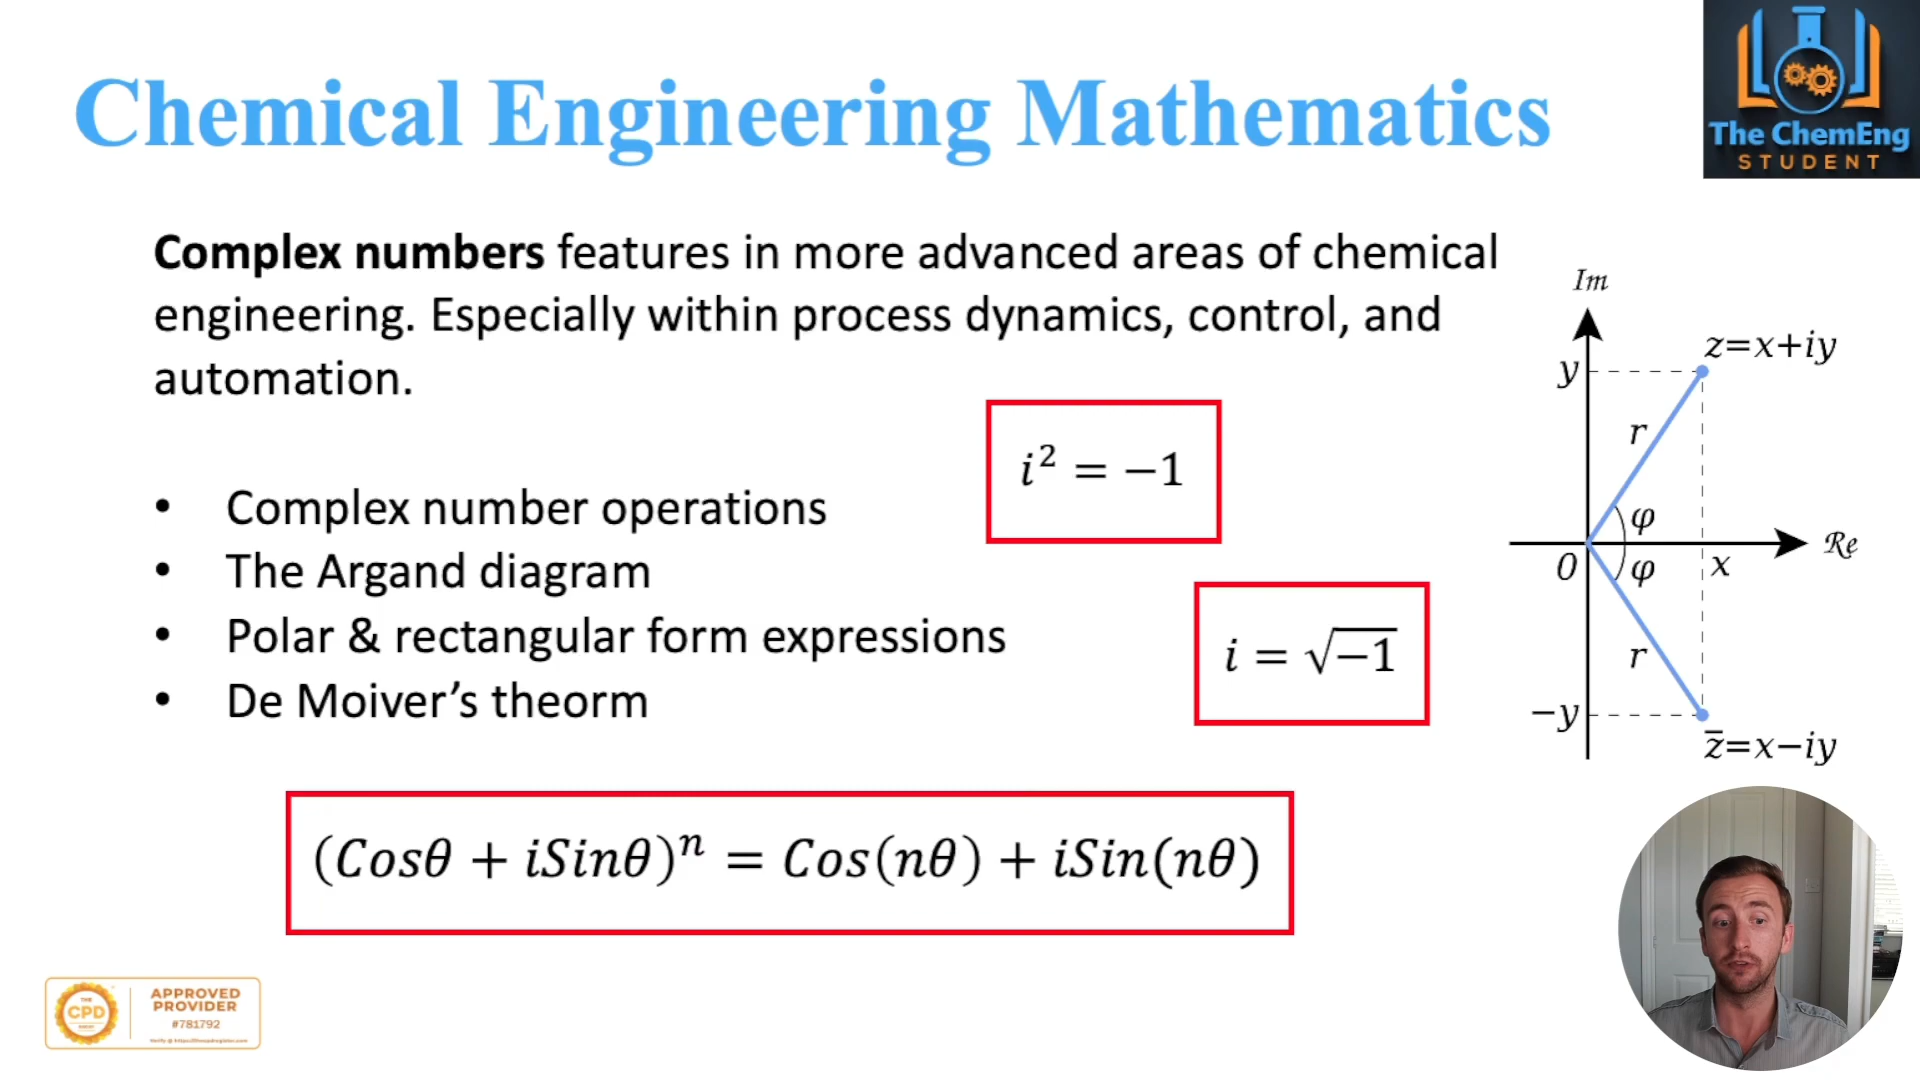 Chemical Engineering Mathematics
The ChemEng
STUDENT
Complex numbers features in more advanced areas of chemical
engineering. Especially within process dynamics, control, and
automation.
i² = −1
• Complex number operations
• The Argand diagram
• Polar & rectangular form expressions
• De Moiver’s theorm
i = √−1
(Cosθ + iSinθ)ⁿ = Cos(nθ) + iSin(nθ)
Im
y
z=x+iy
r
φ
0
φ
x
Re
r
−y
z̅=x−iy
THE
CPD
APPROVED
PROVIDER
#781792